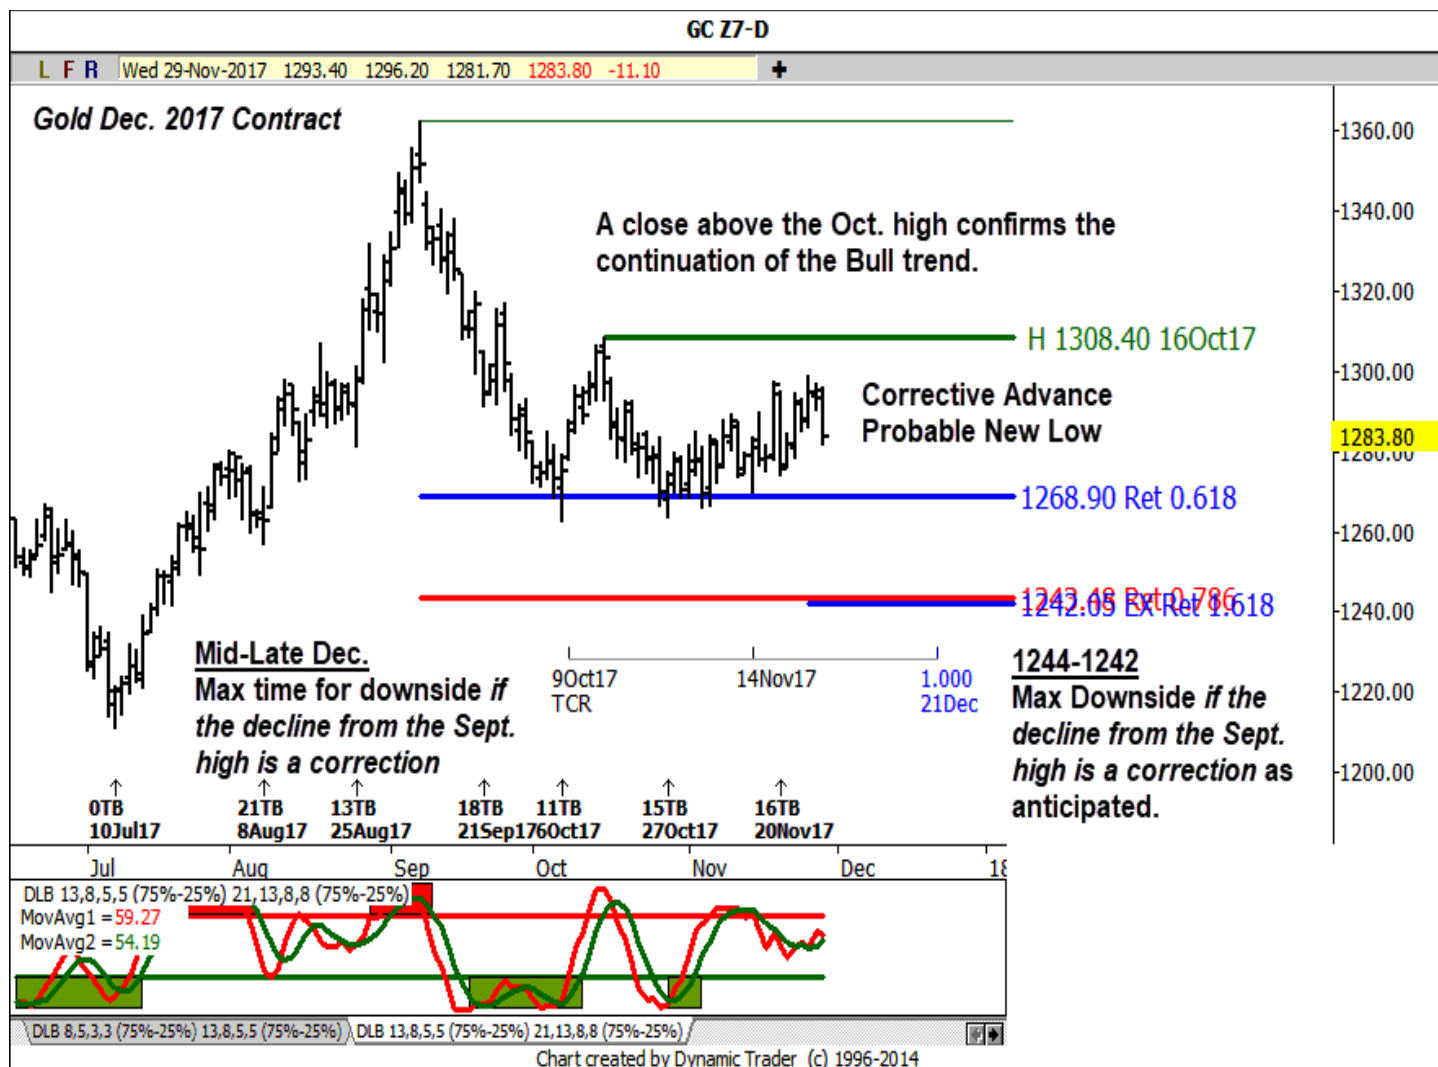 GC Z7-D
L F R Wed 29-Nov-2017 1293.40 1296.20 1281.70 1283.80 -11.10
Gold Dec. 2017 Contract
1360.00
1340.00
A close above the Oct. high confirms the
continuation of the Bull trend.
1320.00
H 1308.40 16Oct17
1300.00
Corrective Advance
Probable New Low
1283.80
1280.00
1268.90 Ret 0.618
1260.00
1243.48 Ret 0.786
1242.05 EX Ret 1.618
1240.00
1220.00
1200.00
Mid-Late Dec.
Max time for downside if
the decline from the Sept.
high is a correction
9Oct17 14Nov17 1.000
TCR 21Dec
1244-1242
Max Downside if the
decline from the Sept.
high is a correction as
anticipated.
0TB 21TB 13TB 18TB 11TB 15TB 16TB
10Jul17 8Aug17 25Aug17 21Sep17 6Oct17 27Oct17 20Nov17
Jul Aug Sep Oct Nov Dec 18
DLB 13,8,5,5 (75%-25%) 21,13,8,8 (75%-25%)
MovAvg1 = 59.27
MovAvg2 = 54.19
DLB 8,5,3,3 (75%-25%) 13,8,5,5 (75%-25%) DLB 13,8,5,5 (75%-25%) 21,13,8,8 (75%-25%)
Chart created by Dynamic Trader (c) 1996-2014